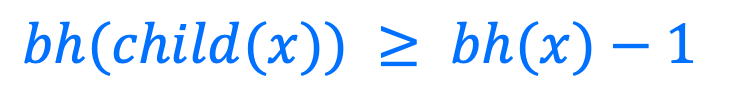 bh(child(x)) ≥ bh(x) − 1